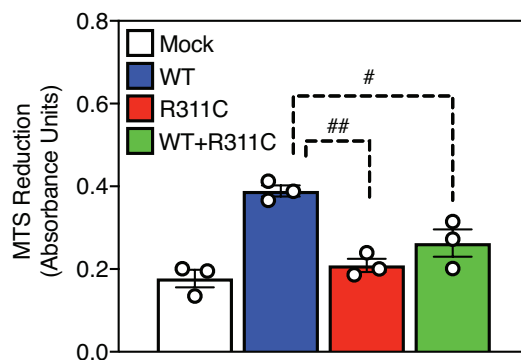 MTS Reduction
(Absorbance Units)
0.8
0.6
0.4
0.2
0.0
Mock
WT
R311C
WT+R311C
#
##